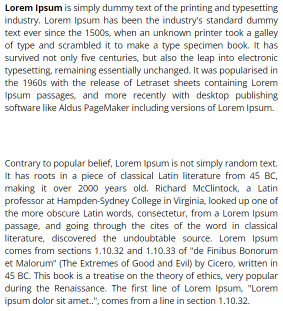 Lorem Ipsum is simply dummy text of the printing and typesetting
industry. Lorem Ipsum has been the industry's standard dummy
text ever since the 1500s, when an unknown printer took a galley
of type and scrambled it to make a type specimen book. It has
survived not only five centuries, but also the leap into electronic
typesetting, remaining essentially unchanged. It was popularised in
the 1960s with the release of Letraset sheets containing Lorem
Ipsum passages, and more recently with desktop publishing
software like Aldus PageMaker including versions of Lorem Ipsum.
Contrary to popular belief, Lorem Ipsum is not simply random text.
It has roots in a piece of classical Latin literature from 45 BC,
making it over 2000 years old. Richard McClintock, a Latin
professor at Hampden-Sydney College in Virginia, looked up one of
the more obscure Latin words, consectetur, from a Lorem Ipsum
passage, and going through the cites of the word in classical
literature, discovered the undoubtable source. Lorem Ipsum
comes from sections 1.10.32 and 1.10.33 of "de Finibus Bonorum
et Malorum" (The Extremes of Good and Evil) by Cicero, written in
45 BC. This book is a treatise on the theory of ethics, very popular
during the Renaissance. The first line of Lorem Ipsum, "Lorem
ipsum dolor sit amet..", comes from a line in section 1.10.32.